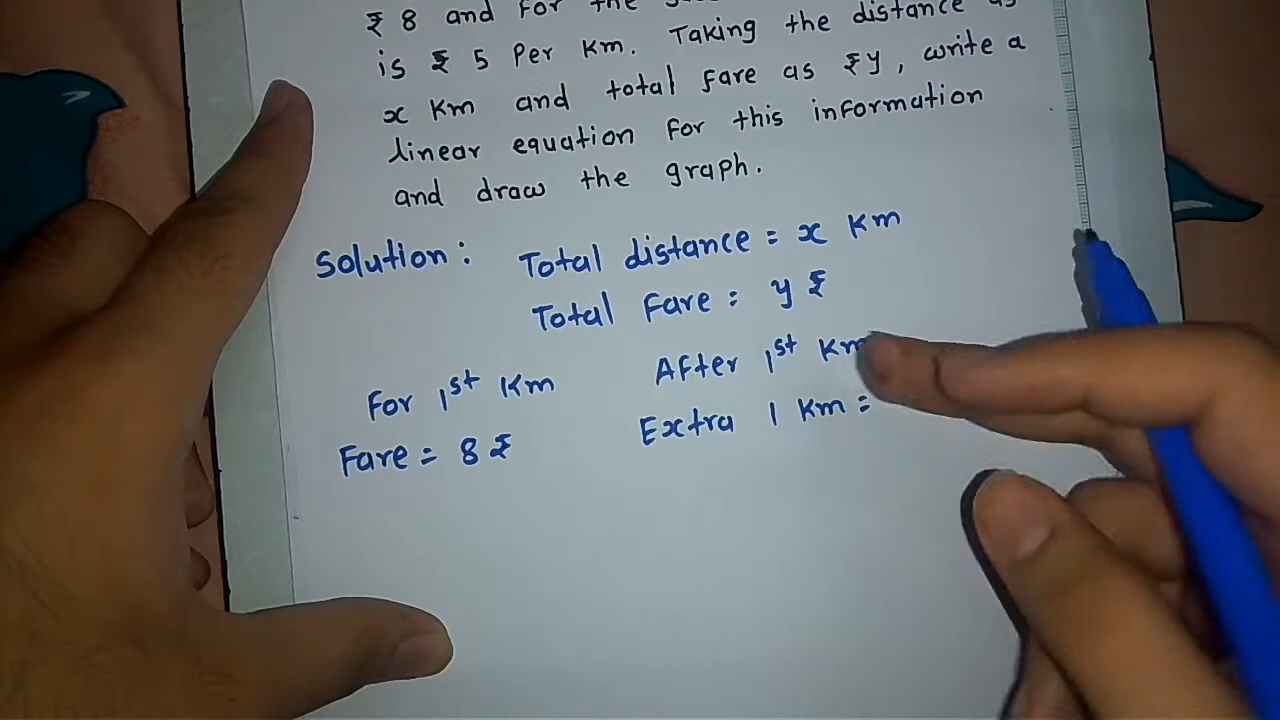 ₹ 8 and for the
is ₹ 5 Per Km. Taking the distance as
x Km and total fare as ₹y, write a
linear equation for this information
and draw the graph.
Solution: Total distance = x Km
Total Fare = y ₹
For 1st Km After 1st Km
Fare = 8 ₹ Extra 1 Km =